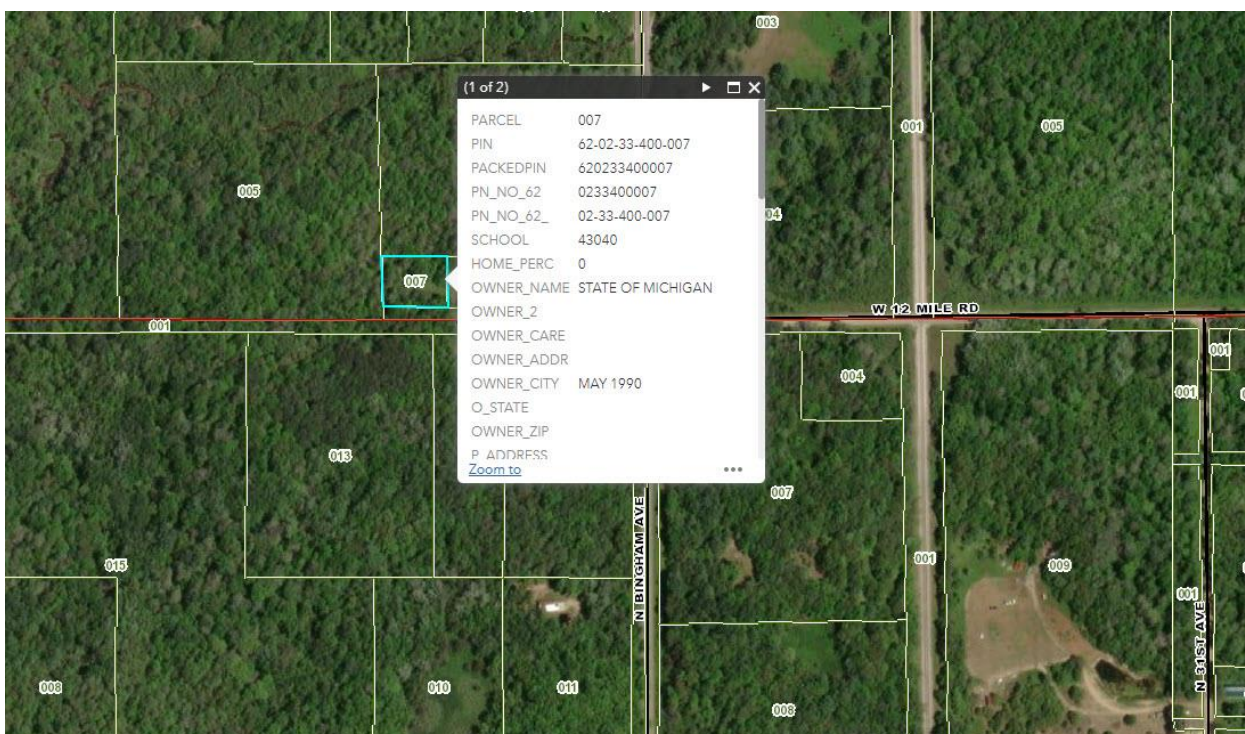 003
(1 of 2)
PARCEL 007
PIN 62-02-33-400-007
PACKEDPIN 620233400007
PN_NO_62 0233400007
PN_NO_62_ 02-33-400-007
SCHOOL 43040
HOME_PERC 0
OWNER_NAME STATE OF MICHIGAN
OWNER_2
OWNER_CARE
OWNER_ADDR
OWNER_CITY MAY 1990
O_STATE
OWNER_ZIP
P_ADDRESS
Zoom to
001
005
005
04
007
W 12 MILE RD
001
001
004
001
013
007
N BINGHAM AVE
015
001
009
001
N 31ST AVE
008
010
011
008